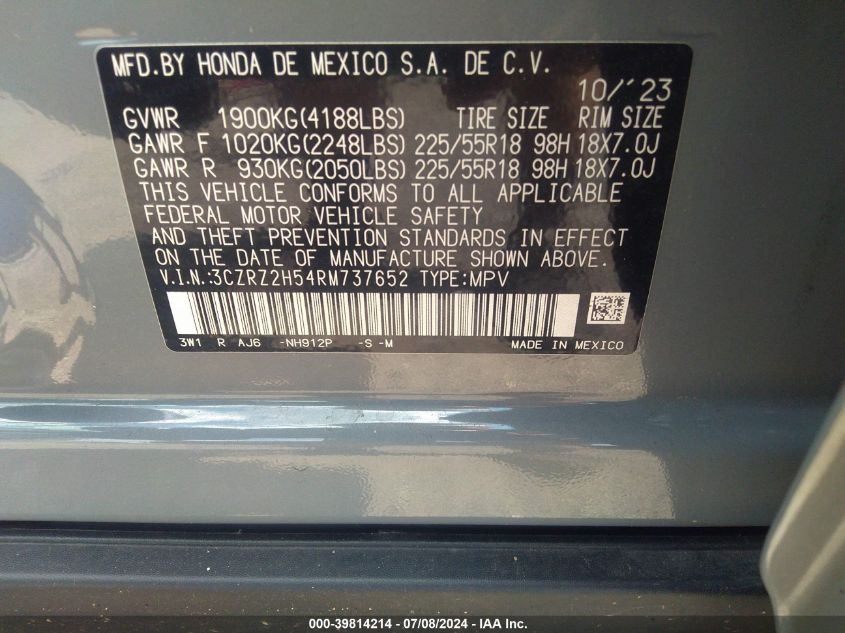 MFD.BY HONDA DE MEXICO S.A. DE C.V.
10/'23
GVWR 1900KG(4188LBS) TIRE SIZE RIM SIZE
GAWR F 1020KG(2248LBS) 225/55R18 98H 18X7.0J
GAWR R 930KG(2050LBS) 225/55R18 98H 18X7.0J
THIS VEHICLE CONFORMS TO ALL APPLICABLE
FEDERAL MOTOR VEHICLE SAFETY
AND THEFT PREVENTION STANDARDS IN EFFECT
ON THE DATE OF MANUFACTURE SHOWN ABOVE.
V.I.N.:3CZRZ2H54RM737652 TYPE:MPV
3W1 R AJ6 -NH912P -S -M MADE IN MEXICO
000-39814214 / 07/08/2024 - IAA Inc.